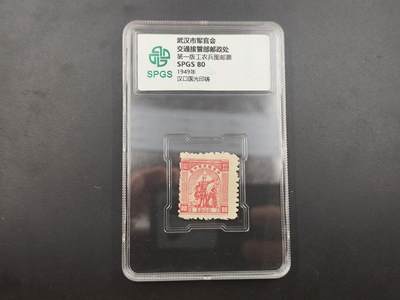 武汉市军管会
交通接管部邮政处
第一版工农兵图邮票
SPGS 80
1949年
汉口国光印铸
SPGS